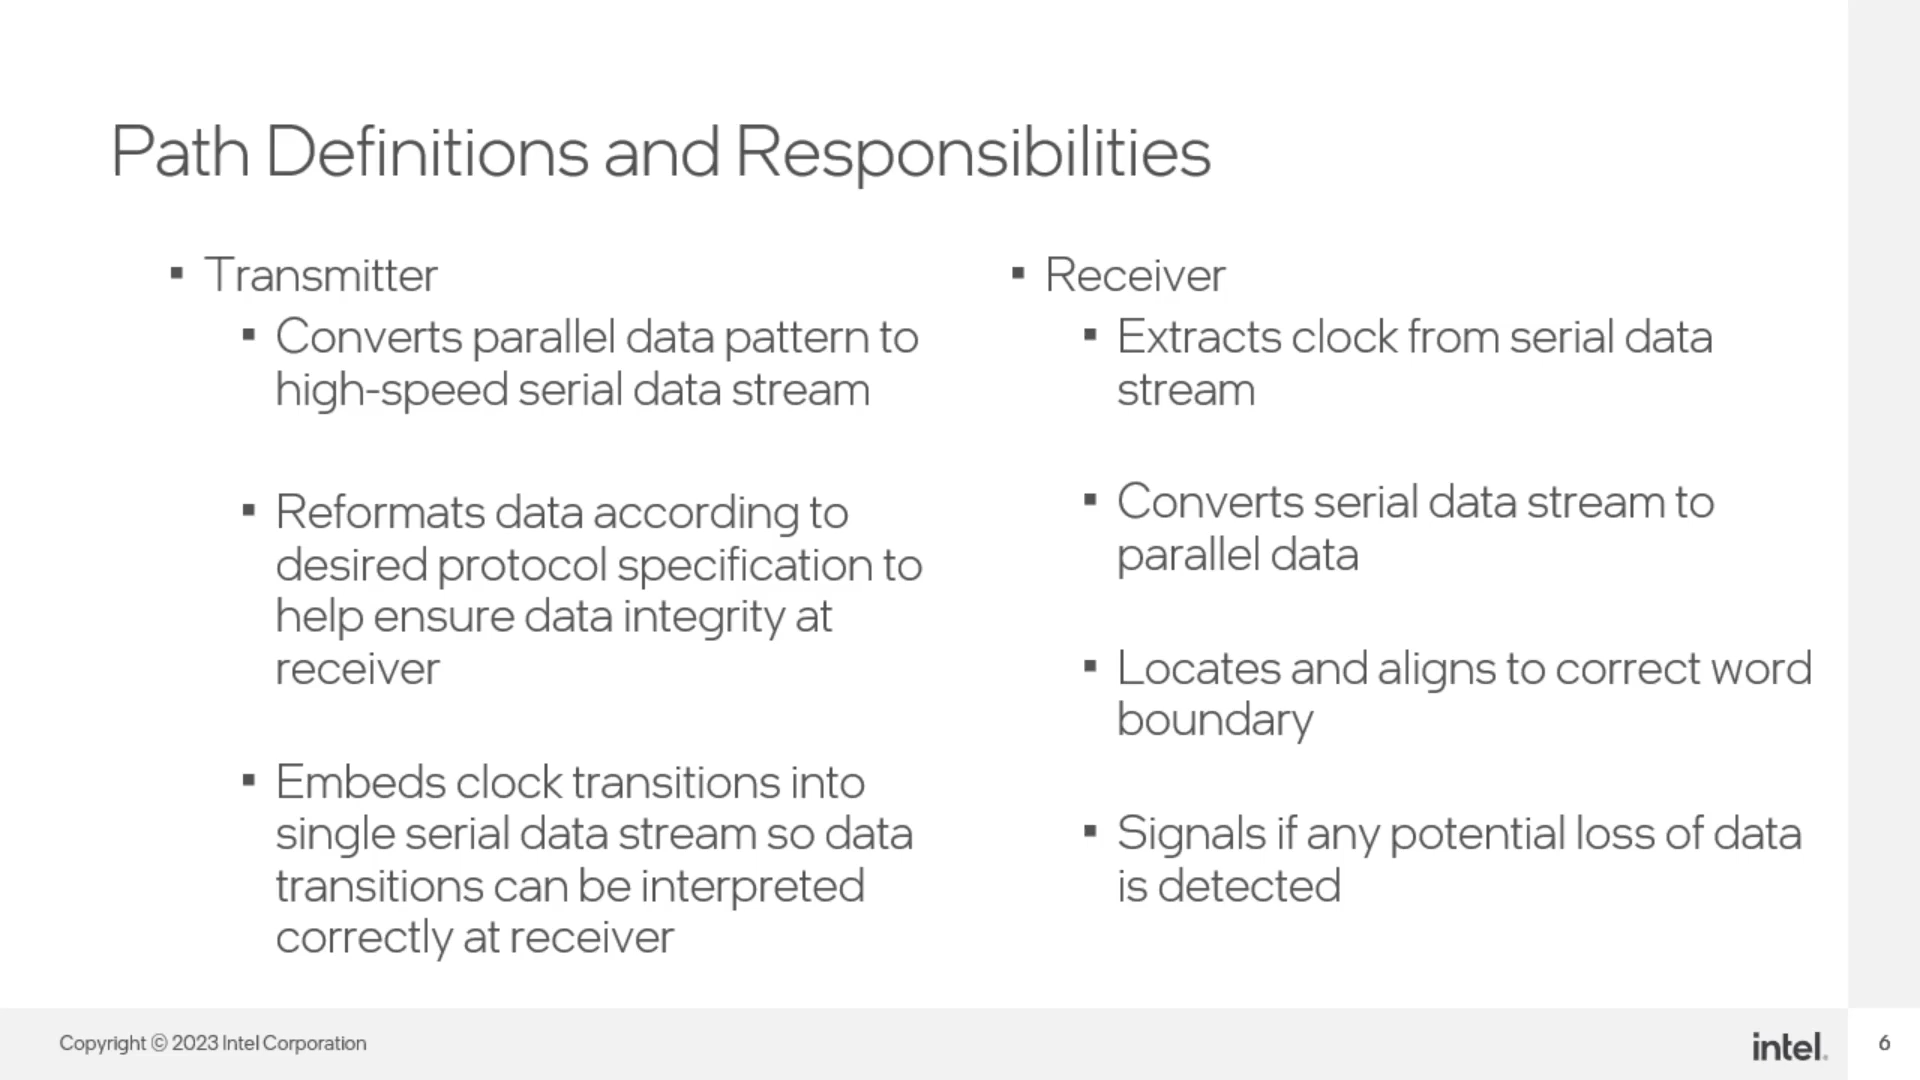 Path Definitions and Responsibilities
▪ Transmitter
▪ Converts parallel data pattern to
high-speed serial data stream
▪ Reformats data according to
desired protocol specification to
help ensure data integrity at
receiver
▪ Embeds clock transitions into
single serial data stream so data
transitions can be interpreted
correctly at receiver
▪ Receiver
▪ Extracts clock from serial data
stream
▪ Converts serial data stream to
parallel data
▪ Locates and aligns to correct word
boundary
▪ Signals if any potential loss of data
is detected
Copyright © 2023 Intel Corporation
intel.
6